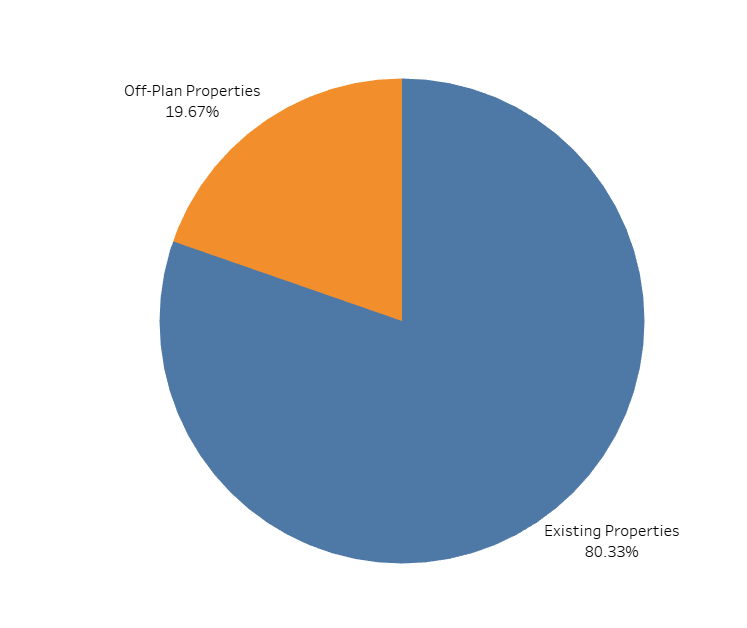 Off-Plan Properties
19.67%
Existing Properties
80.33%